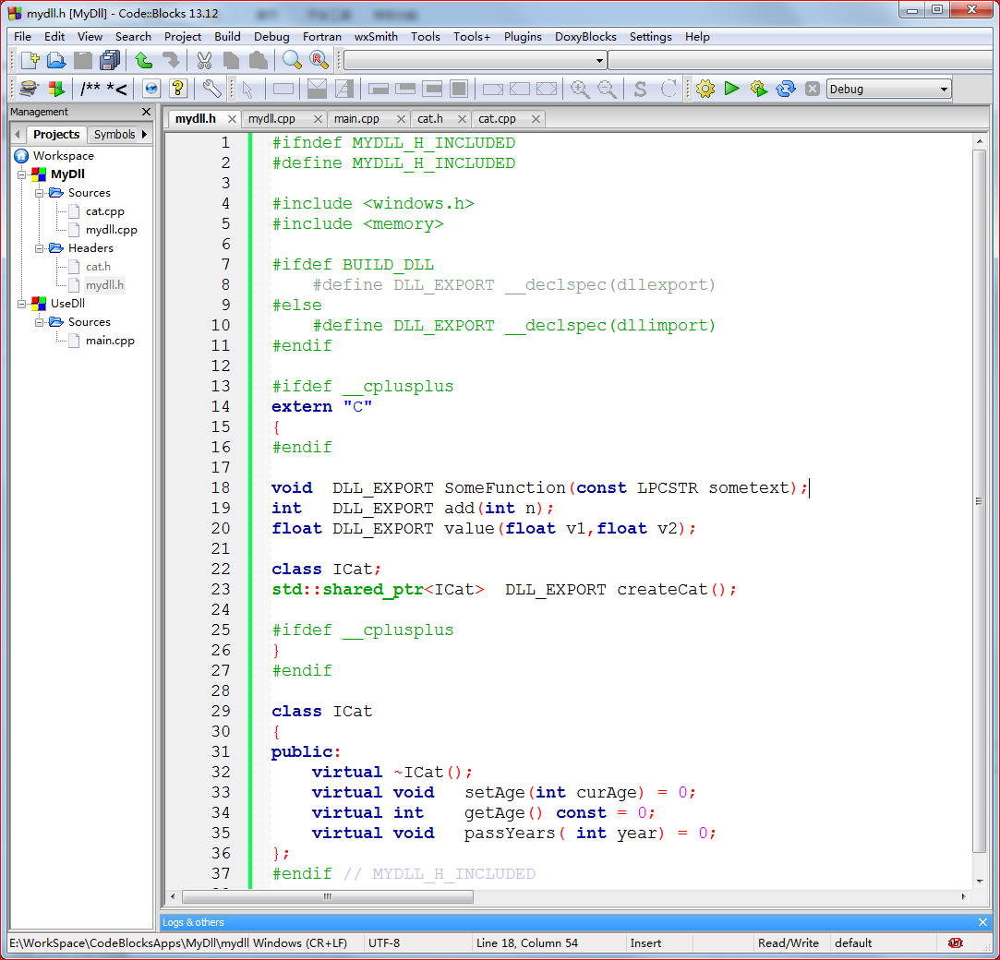 mydll.h [MyDll] - Code::Blocks 13.12
File Edit View Search Project Build Debug Fortran wxSmith Tools Tools+ Plugins DoxyBlocks Settings Help
/** *< S C Debug
Management
Projects Symbols
Workspace
MyDll
Sources
cat.cpp
mydll.cpp
Headers
cat.h
mydll.h
UseDll
Sources
main.cpp
mydll.h mydll.cpp main.cpp cat.h cat.cpp
1 #ifndef MYDLL_H_INCLUDED
2 #define MYDLL_H_INCLUDED
3
4 #include <windows.h>
5 #include <memory>
6
7 #ifdef BUILD_DLL
8 #define DLL_EXPORT __declspec(dllexport)
9 #else
10 #define DLL_EXPORT __declspec(dllimport)
11 #endif
12
13 #ifdef __cplusplus
14 extern "C"
15 {
16 #endif
17
18 void DLL_EXPORT SomeFunction(const LPCSTR sometext);
19 int DLL_EXPORT add(int n);
20 float DLL_EXPORT value(float v1,float v2);
21
22 class ICat;
23 std::shared_ptr<ICat> DLL_EXPORT createCat();
24
25 #ifdef __cplusplus
26 }
27 #endif
28
29 class ICat
30 {
31 public:
32 virtual ~ICat();
33 virtual void setAge(int curAge) = 0;
34 virtual int getAge() const = 0;
35 virtual void passYears( int year) = 0;
36 };
37 #endif // MYDLL_H_INCLUDED
Logs & others
E:\WorkSpace\CodeBlocksApps\MyDll\mydll Windows (CR+LF) UTF-8 Line 18, Column 54 Insert Read/Write default abc